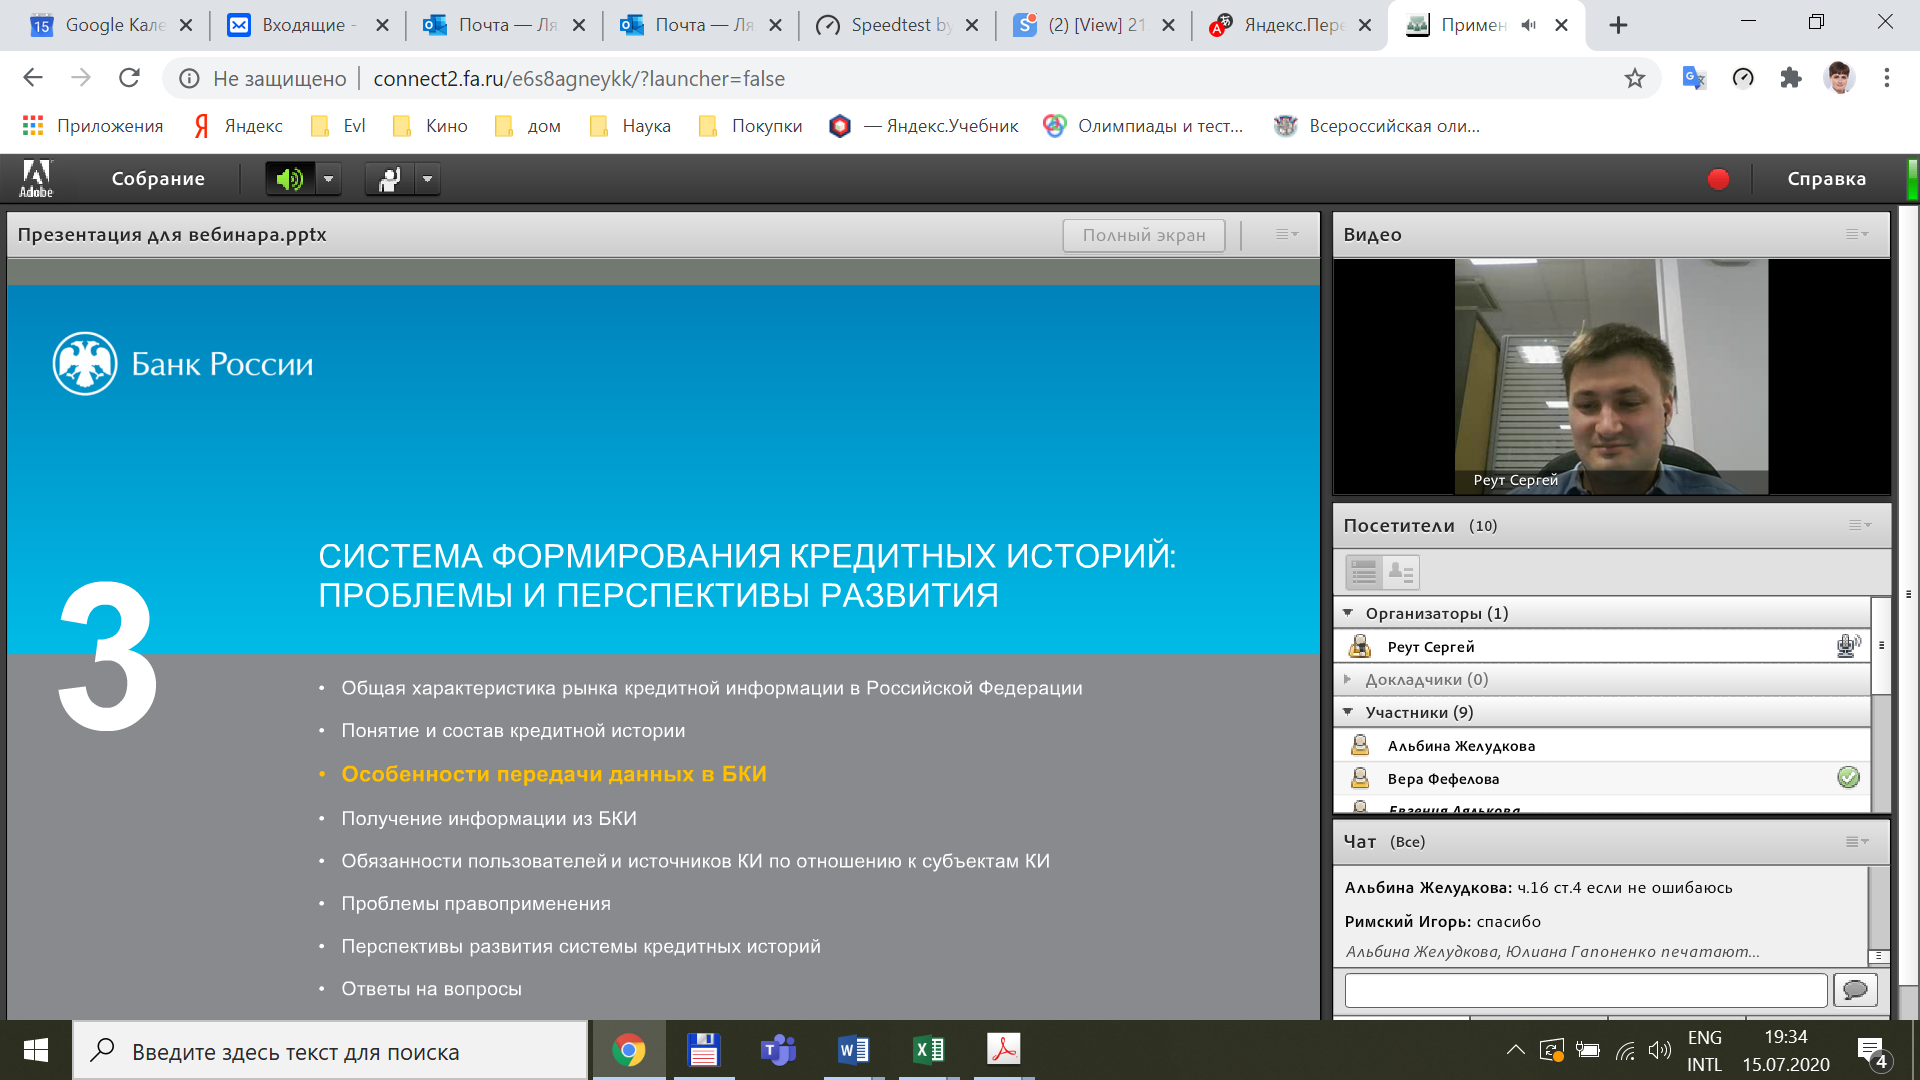 Google Кале
Входящие -
Почта — Ля
Почта — Ля
Speedtest by
(2) [View] 21
Яндекс.Пере
Примен
Не защищено
connect2.fa.ru/e6s8agneykk/?launcher=false
Приложения
Яндекс
Evl
Кино
дом
Наука
Покупки
— Яндекс.Учебник
Олимпиады и тест...
Всероссийская оли...
Adobe
Собрание
Справка
Презентация для вебинара.pptx
Полный экран
Банк России
3
СИСТЕМА ФОРМИРОВАНИЯ КРЕДИТНЫХ ИСТОРИЙ:
ПРОБЛЕМЫ И ПЕРСПЕКТИВЫ РАЗВИТИЯ
• Общая характеристика рынка кредитной информации в Российской Федерации
• Понятие и состав кредитной истории
• Особенности передачи данных в БКИ
• Получение информации из БКИ
• Обязанности пользователей и источников КИ по отношению к субъектам КИ
• Проблемы правоприменения
• Перспективы развития системы кредитных историй
• Ответы на вопросы
Видео
Реут Сергей
Посетители (10)
Организаторы (1)
Реут Сергей
Докладчики (0)
Участники (9)
Альбина Желудкова
Вера Фефелова
Евгения Лялькова
Чат (Все)
Альбина Желудкова: ч.16 ст.4 если не ошибаюсь
Римский Игорь: спасибо
Альбина Желудкова, Юлиана Гапоненко печатают...
Введите здесь текст для поиска
ENG
INTL
19:34
15.07.2020
4